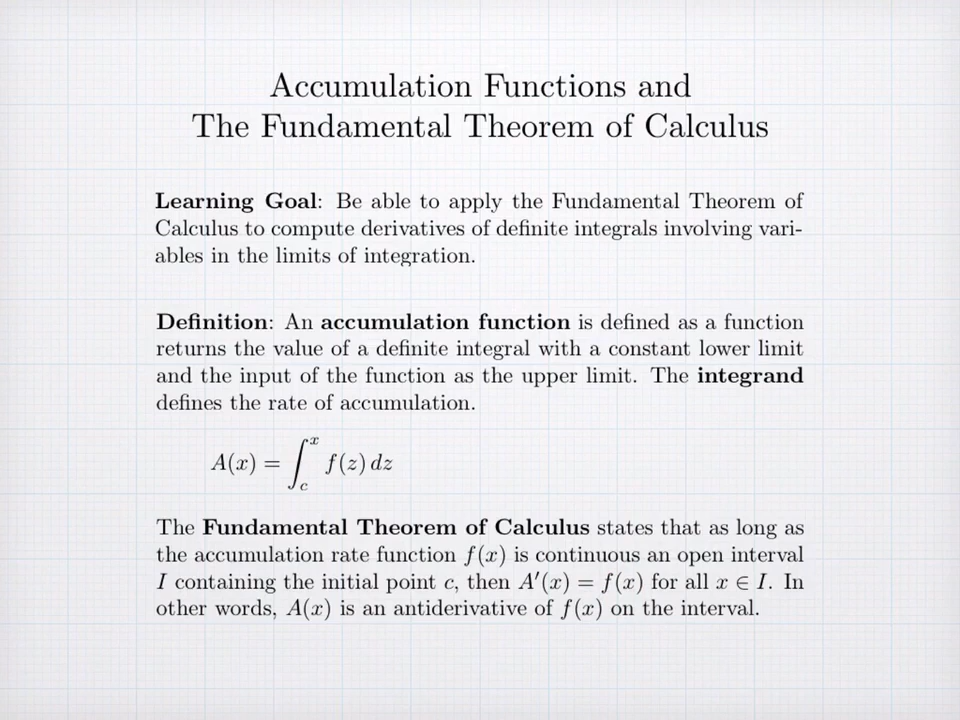 Accumulation Functions and
The Fundamental Theorem of Calculus
Learning Goal: Be able to apply the Fundamental Theorem of
Calculus to compute derivatives of definite integrals involving vari-
ables in the limits of integration.
Definition: An accumulation function is defined as a function
returns the value of a definite integral with a constant lower limit
and the input of the function as the upper limit. The integrand
defines the rate of accumulation.
A(x) = ∫_c^x f(z) dz
The Fundamental Theorem of Calculus states that as long as
the accumulation rate function f(x) is continuous an open interval
I containing the initial point c, then A′(x) = f(x) for all x ∈ I. In
other words, A(x) is an antiderivative of f(x) on the interval.